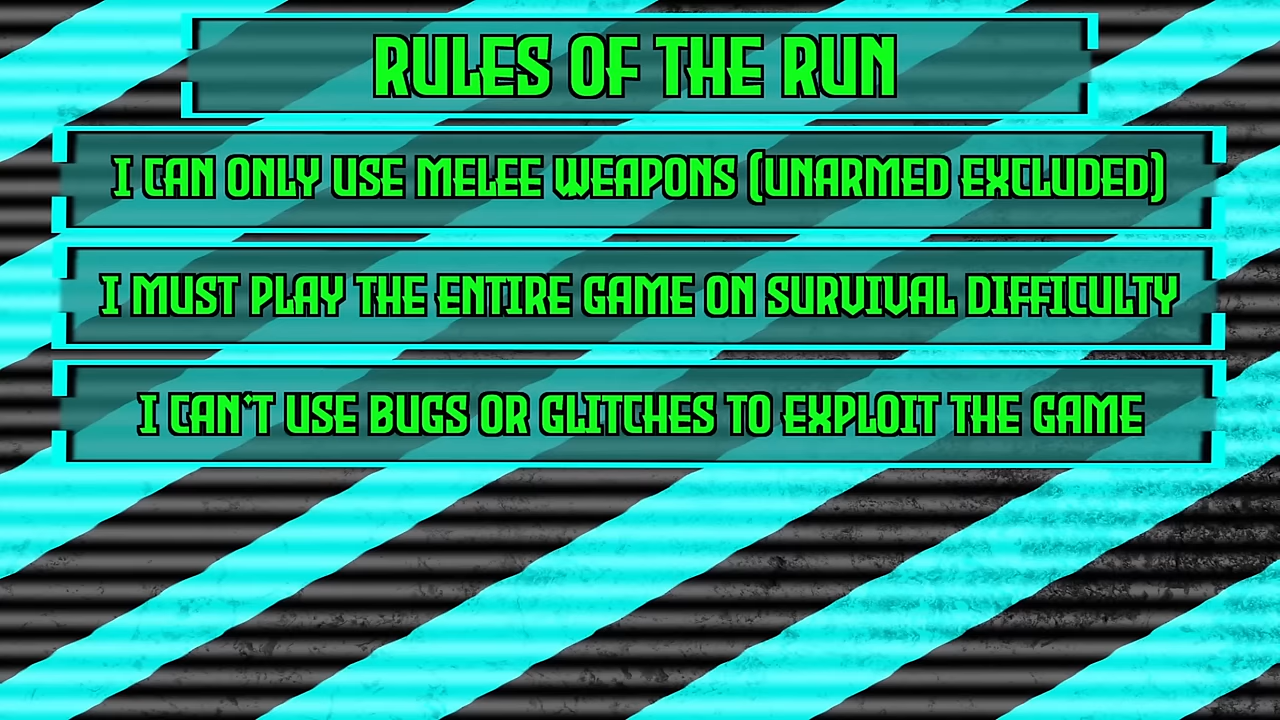 RULES OF THE RUN
I CAN ONLY USE MELEE WEAPONS (UNARMED EXCLUDED)
I MUST PLAY THE ENTIRE GAME ON SURVIVAL DIFFICULTY
I CAN'T USE BUGS OR GLITCHES TO EXPLOIT THE GAME